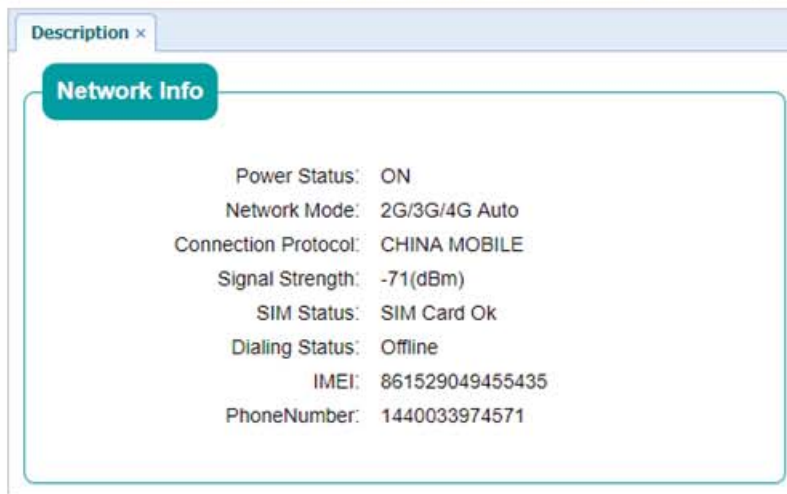 Description ×
Network Info
Power Status: ON
Network Mode: 2G/3G/4G Auto
Connection Protocol: CHINA MOBILE
Signal Strength: -71(dBm)
SIM Status: SIM Card Ok
Dialing Status: Offline
IMEI: 861529049455435
PhoneNumber: 1440033974571